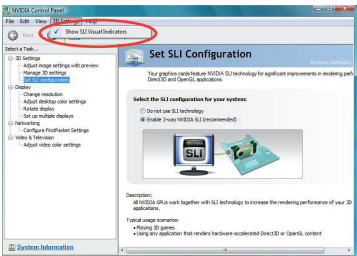 NVIDIA Control Panel
File Edit View 3D Settings Help
Back
Show SLI Visual Indicators
Select a Task...
3D Settings
Adjust image settings with preview
Manage 3D settings
Set SLI configuration
Display
Change resolution
Adjust desktop color settings
Rotate display
Set up multiple displays
Networking
Configure FirstPacket Settings
Video & Television
Adjust video color settings
System Information
Set SLI Configuration
Restore Defaults
Your graphics cards feature NVIDIA SLI technology for significant improvements in rendering perf
Direct3D and OpenGL applications.
Select the SLI configuration for your system:
Do not use SLI technology
Enable 3-way NVIDIA SLI (recommended)
SLI
Description:
All NVIDIA GPUs work together with SLI technology to increase the rendering performance of your 3D
applications.
Typical usage scenarios:
•Playing 3D games
•Using any application that renders hardware-accelerated Direct3D or OpenGL content